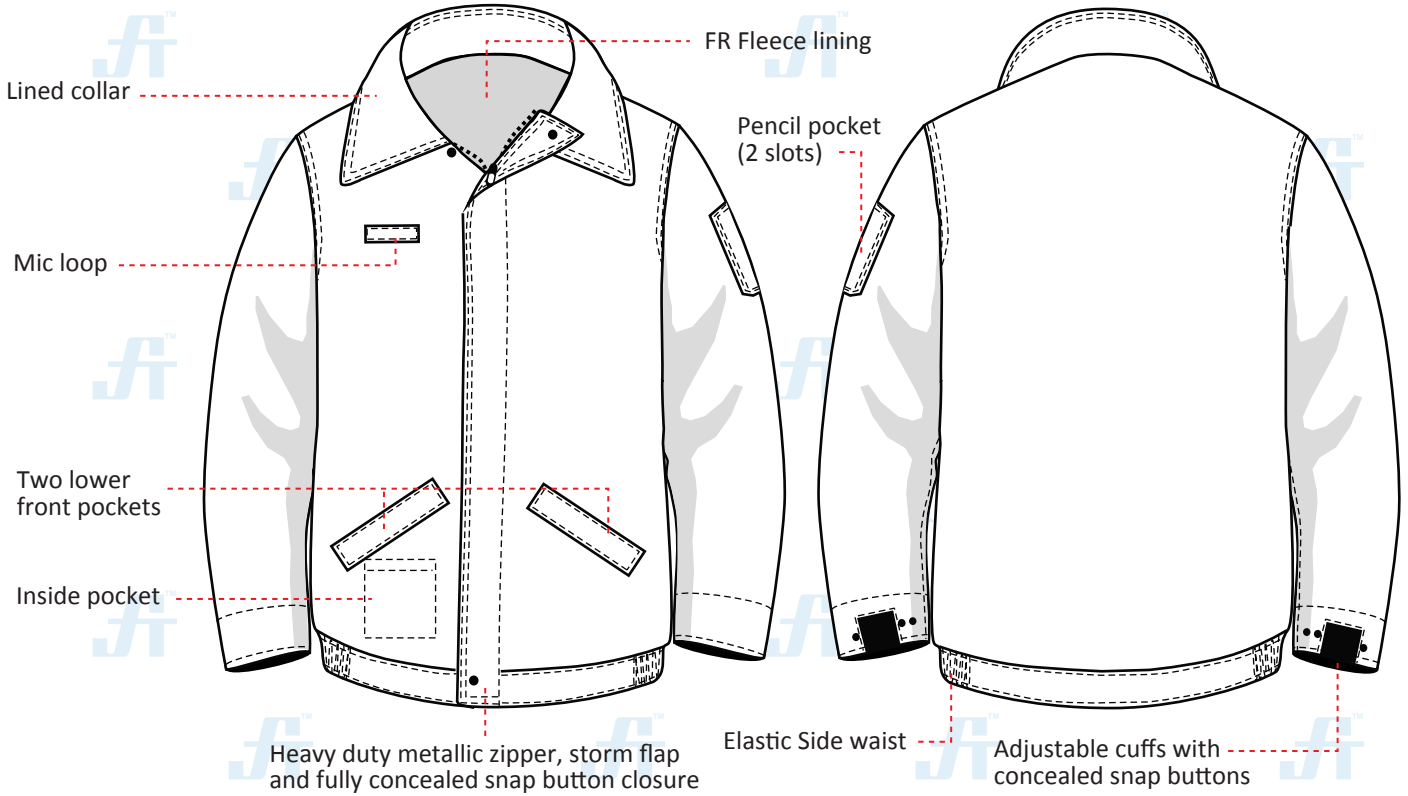 FR Fleece lining
Lined collar
Pencil pocket
(2 slots)
Mic loop
Two lower
front pockets
Inside pocket
Heavy duty metallic zipper, storm flap
and fully concealed snap button closure
Elastic Side waist
Adjustable cuffs with
concealed snap buttons